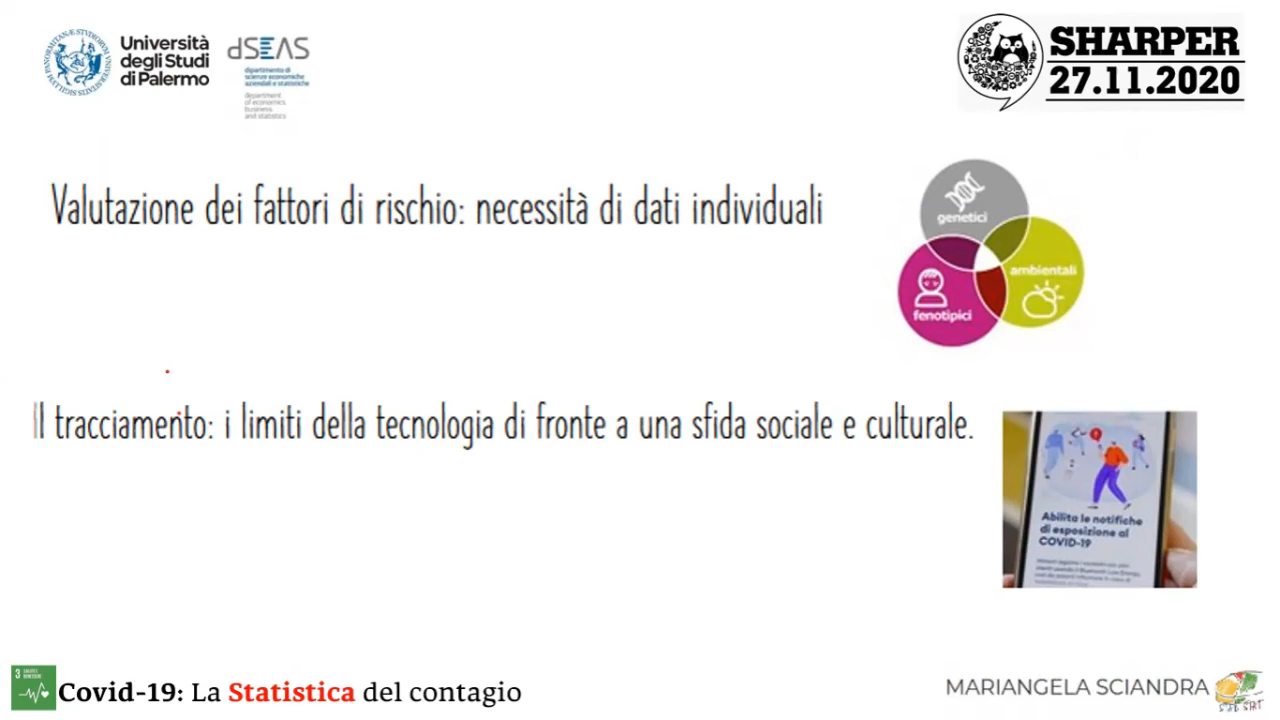 Università
degli Studi
di Palermo
dSEAS
dipartimento di
scienze economiche
aziendali e statistiche
department
of economics
business
and statistics
SHARPER
27.11.2020
Valutazione dei fattori di rischio: necessità di dati individuali
genetici
ambientali
fenotipici
Il tracciamento: i limiti della tecnologia di fronte a una sfida sociale e culturale.
Abilita le notifiche
di esposizione al
COVID-19
3
Covid-19: La Statistica del contagio
MARIANGELA SCIANDRA